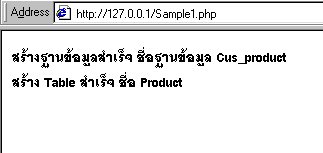 Address http://127.0.0.1/Sample1.php
สร้างฐานข้อมูลสำเร็จ ชื่อฐานข้อมูล Cus_product
สร้าง Table สำเร็จ ชื่อ Product